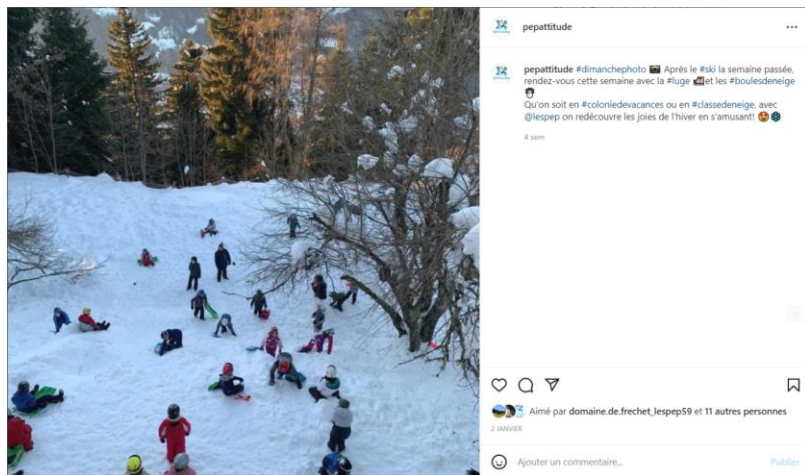 pepattitude
pepattitude #dimanchephoto 📸 Aprés le #ski la semaine passée,
rendez-vous cette semaine avec la #luge 🛷et les #boulesdeneige
⛄
Qu'on soit en #coloniedevacances ou en #classedeneige, avec
@lespep on redécouvre les joies de l'hiver en s'amusant! 🤩❄️
4 sem
Aimé par domaine.de.frechet_lespep59 et 11 autres personnes
2 JANVIER
Ajouter un commentaire... Publier